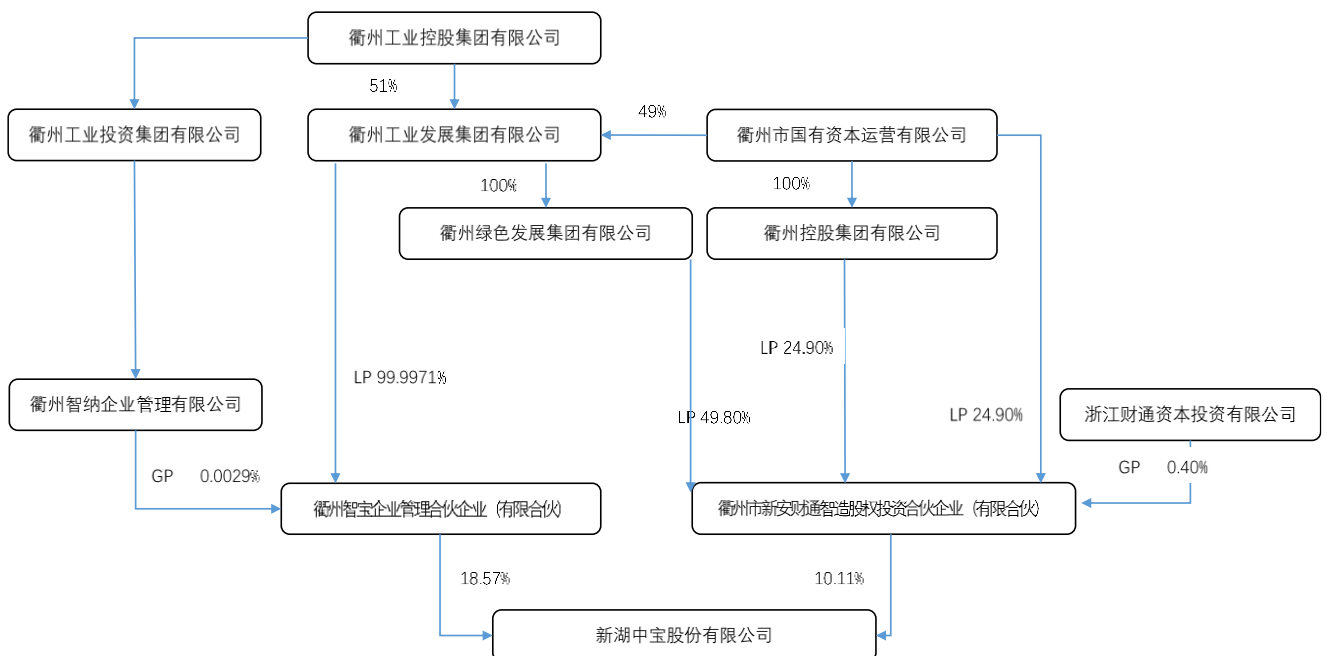 衢州工业控股集团有限公司
51%
衢州工业投资集团有限公司
衢州工业发展集团有限公司
49%
衢州市国有资本运营有限公司
100%
100%
衢州绿色发展集团有限公司
衢州控股集团有限公司
LP 24.90%
LP 99.9971%
衢州智纳企业管理有限公司
LP 49.80%
LP 24.90%
浙江财通资本投资有限公司
GP 0.0029%
GP 0.40%
衢州智宝企业管理合伙企业（有限合伙）
衢州市新安财通智造股权投资合伙企业（有限合伙）
18.57%
10.11%
新湖中宝股份有限公司